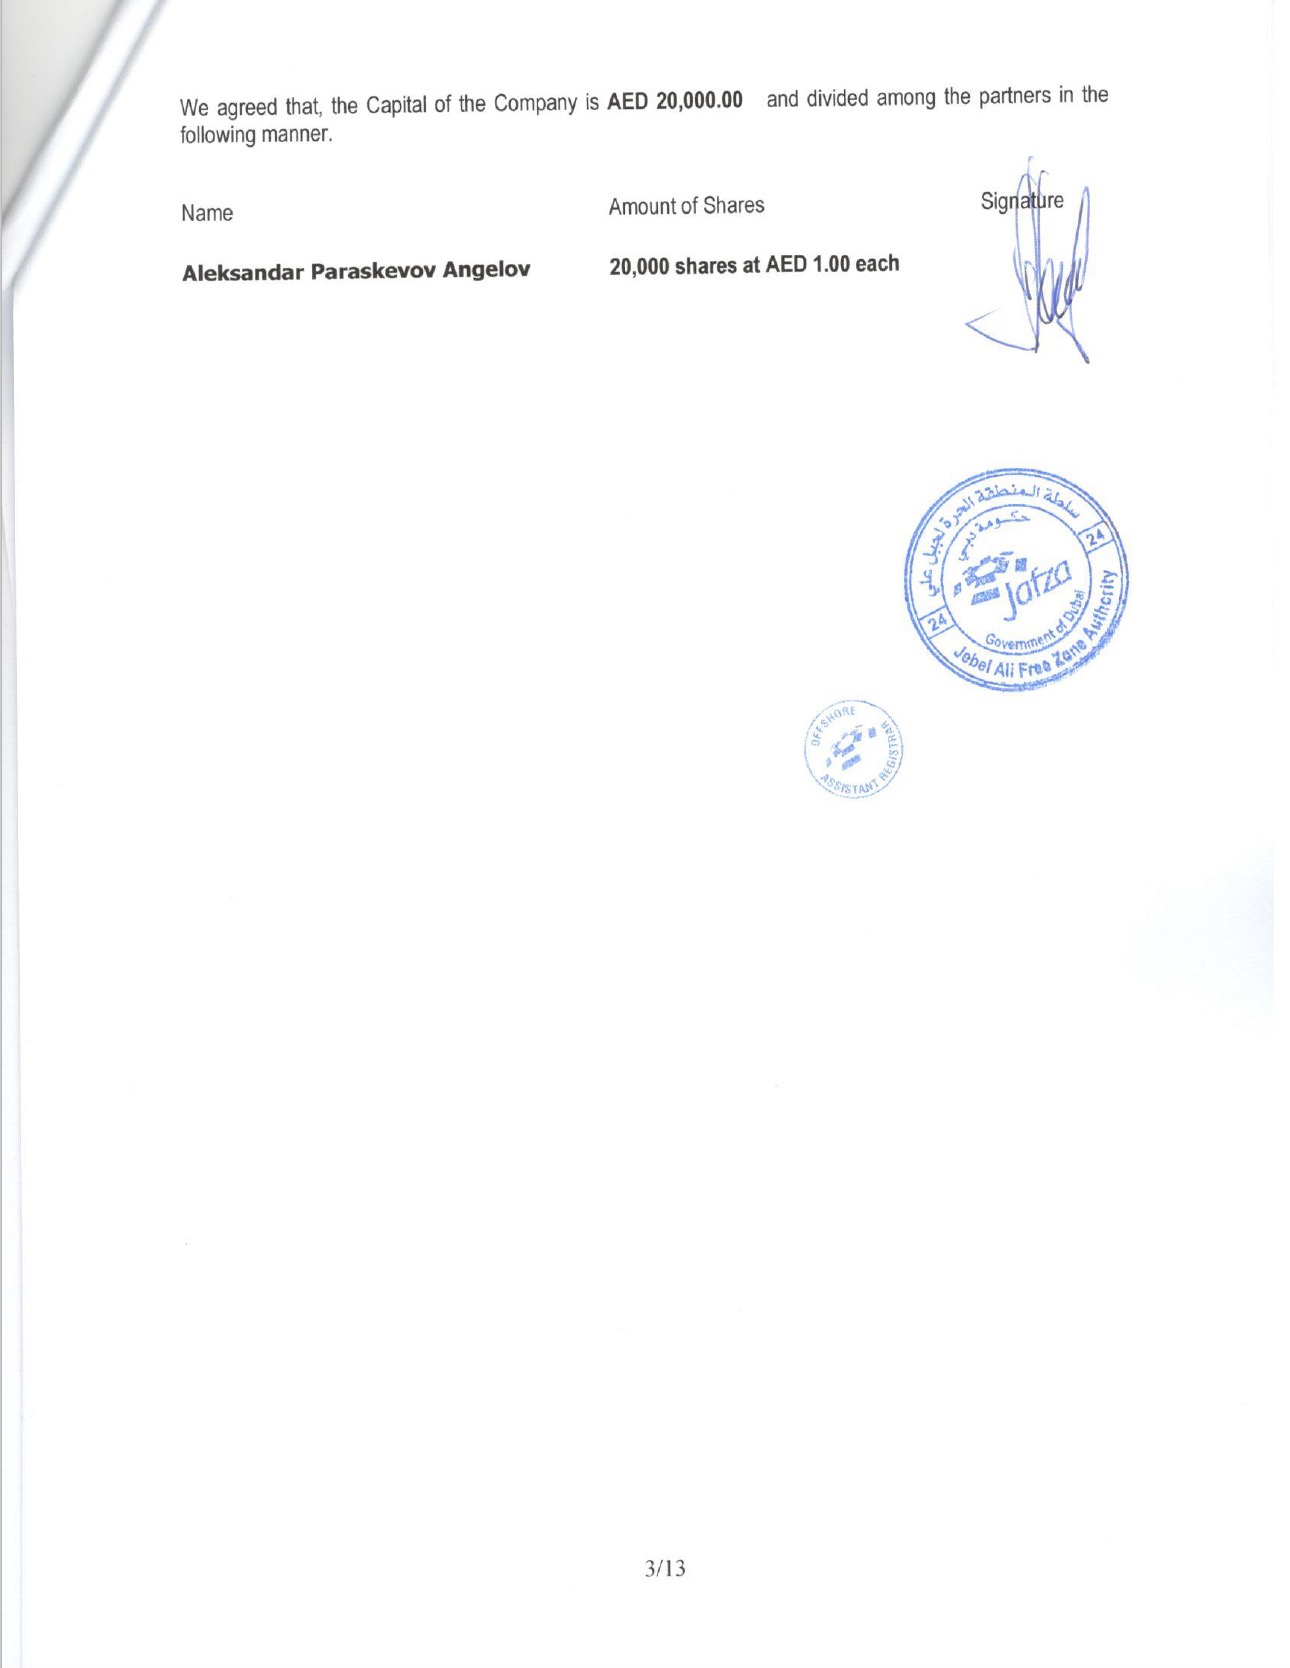 We agreed that, the Capital of the Company is AED 20,000.00 and divided among the partners in the
following manner.
Name
Amount of Shares
Signature
Aleksandar Paraskevov Angelov
20,000 shares at AED 1.00 each
سلطة المنطقة الحرة لجبل علي
حكومة دبي
24
24
Jafza
Government of Dubai
Jebel Ali Free Zone Authority
OFFSHORE
ASSISTANT REGISTRAR
3/13